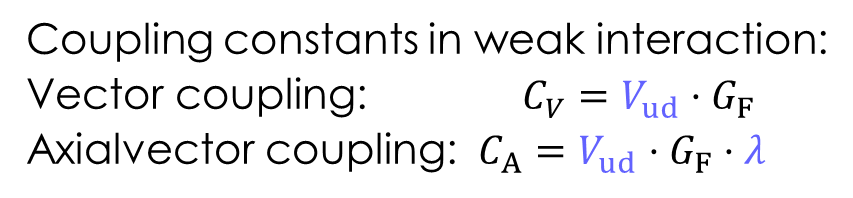 Coupling constants in weak interaction:
Vector coupling: C_V = V_ud · G_F
Axialvector coupling: C_A = V_ud · G_F · λ